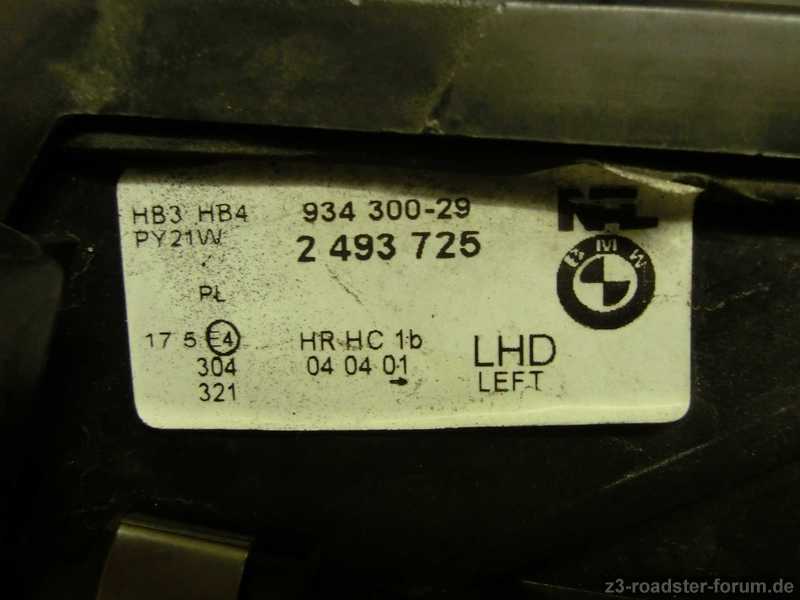 HB3 HB4 934 300-29
PY21W 2 493 725
BMW
PL
17 5 E4 HR HC 1b LHD
304 04 04 01 LEFT
321
z3-roadster-forum.de